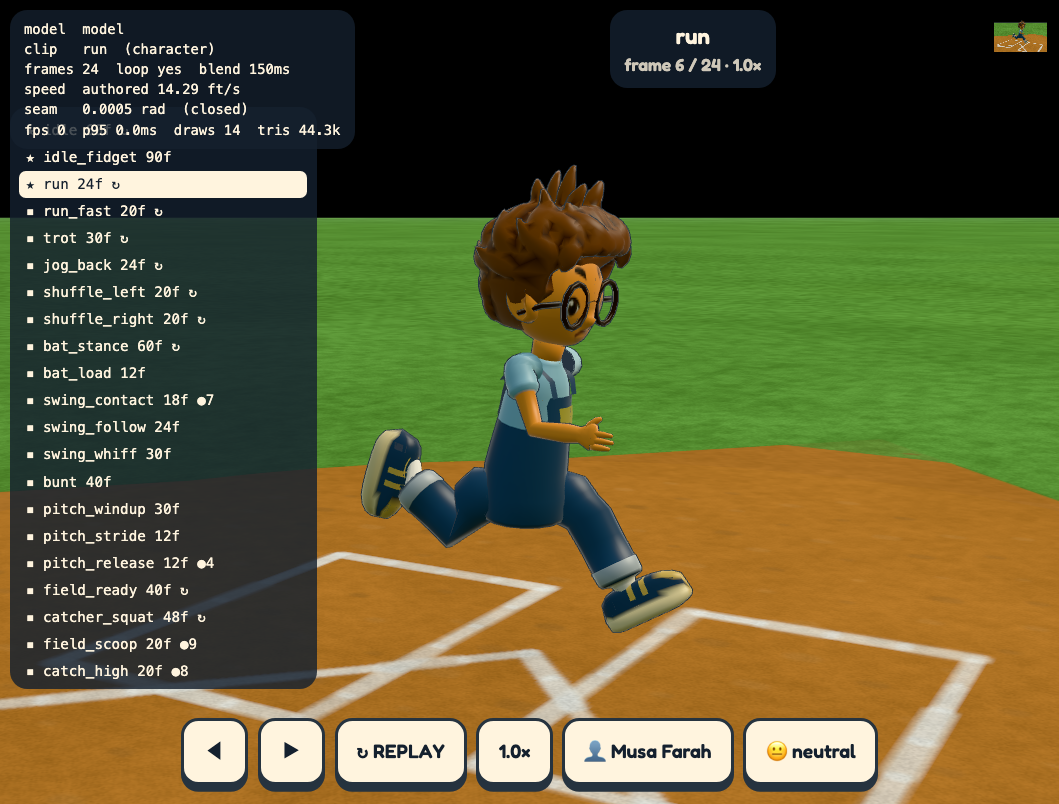 model  model
clip   run  (character)
frames 24  loop yes  blend 150ms
speed  authored 14.29 ft/s
seam   0.0005 rad  (closed)
fps 0  p95 0.0ms  draws 14  tris 44.3k
run
frame 6 / 24 · 1.0×
★ idle_fidget 90f
★ run 24f ↻
▪ run_fast 20f ↻
▪ trot 30f ↻
▪ jog_back 24f ↻
▪ shuffle_left 20f ↻
▪ shuffle_right 20f ↻
▪ bat_stance 60f ↻
▪ bat_load 12f
▪ swing_contact 18f ●7
▪ swing_follow 24f
▪ swing_whiff 30f
▪ bunt 40f
▪ pitch_windup 30f
▪ pitch_stride 12f
▪ pitch_release 12f ●4
▪ field_ready 40f ↻
▪ catcher_squat 48f ↻
▪ field_scoop 20f ●9
▪ catch_high 20f ●8
↻ REPLAY
1.0×
👤 Musa Farah
😐 neutral